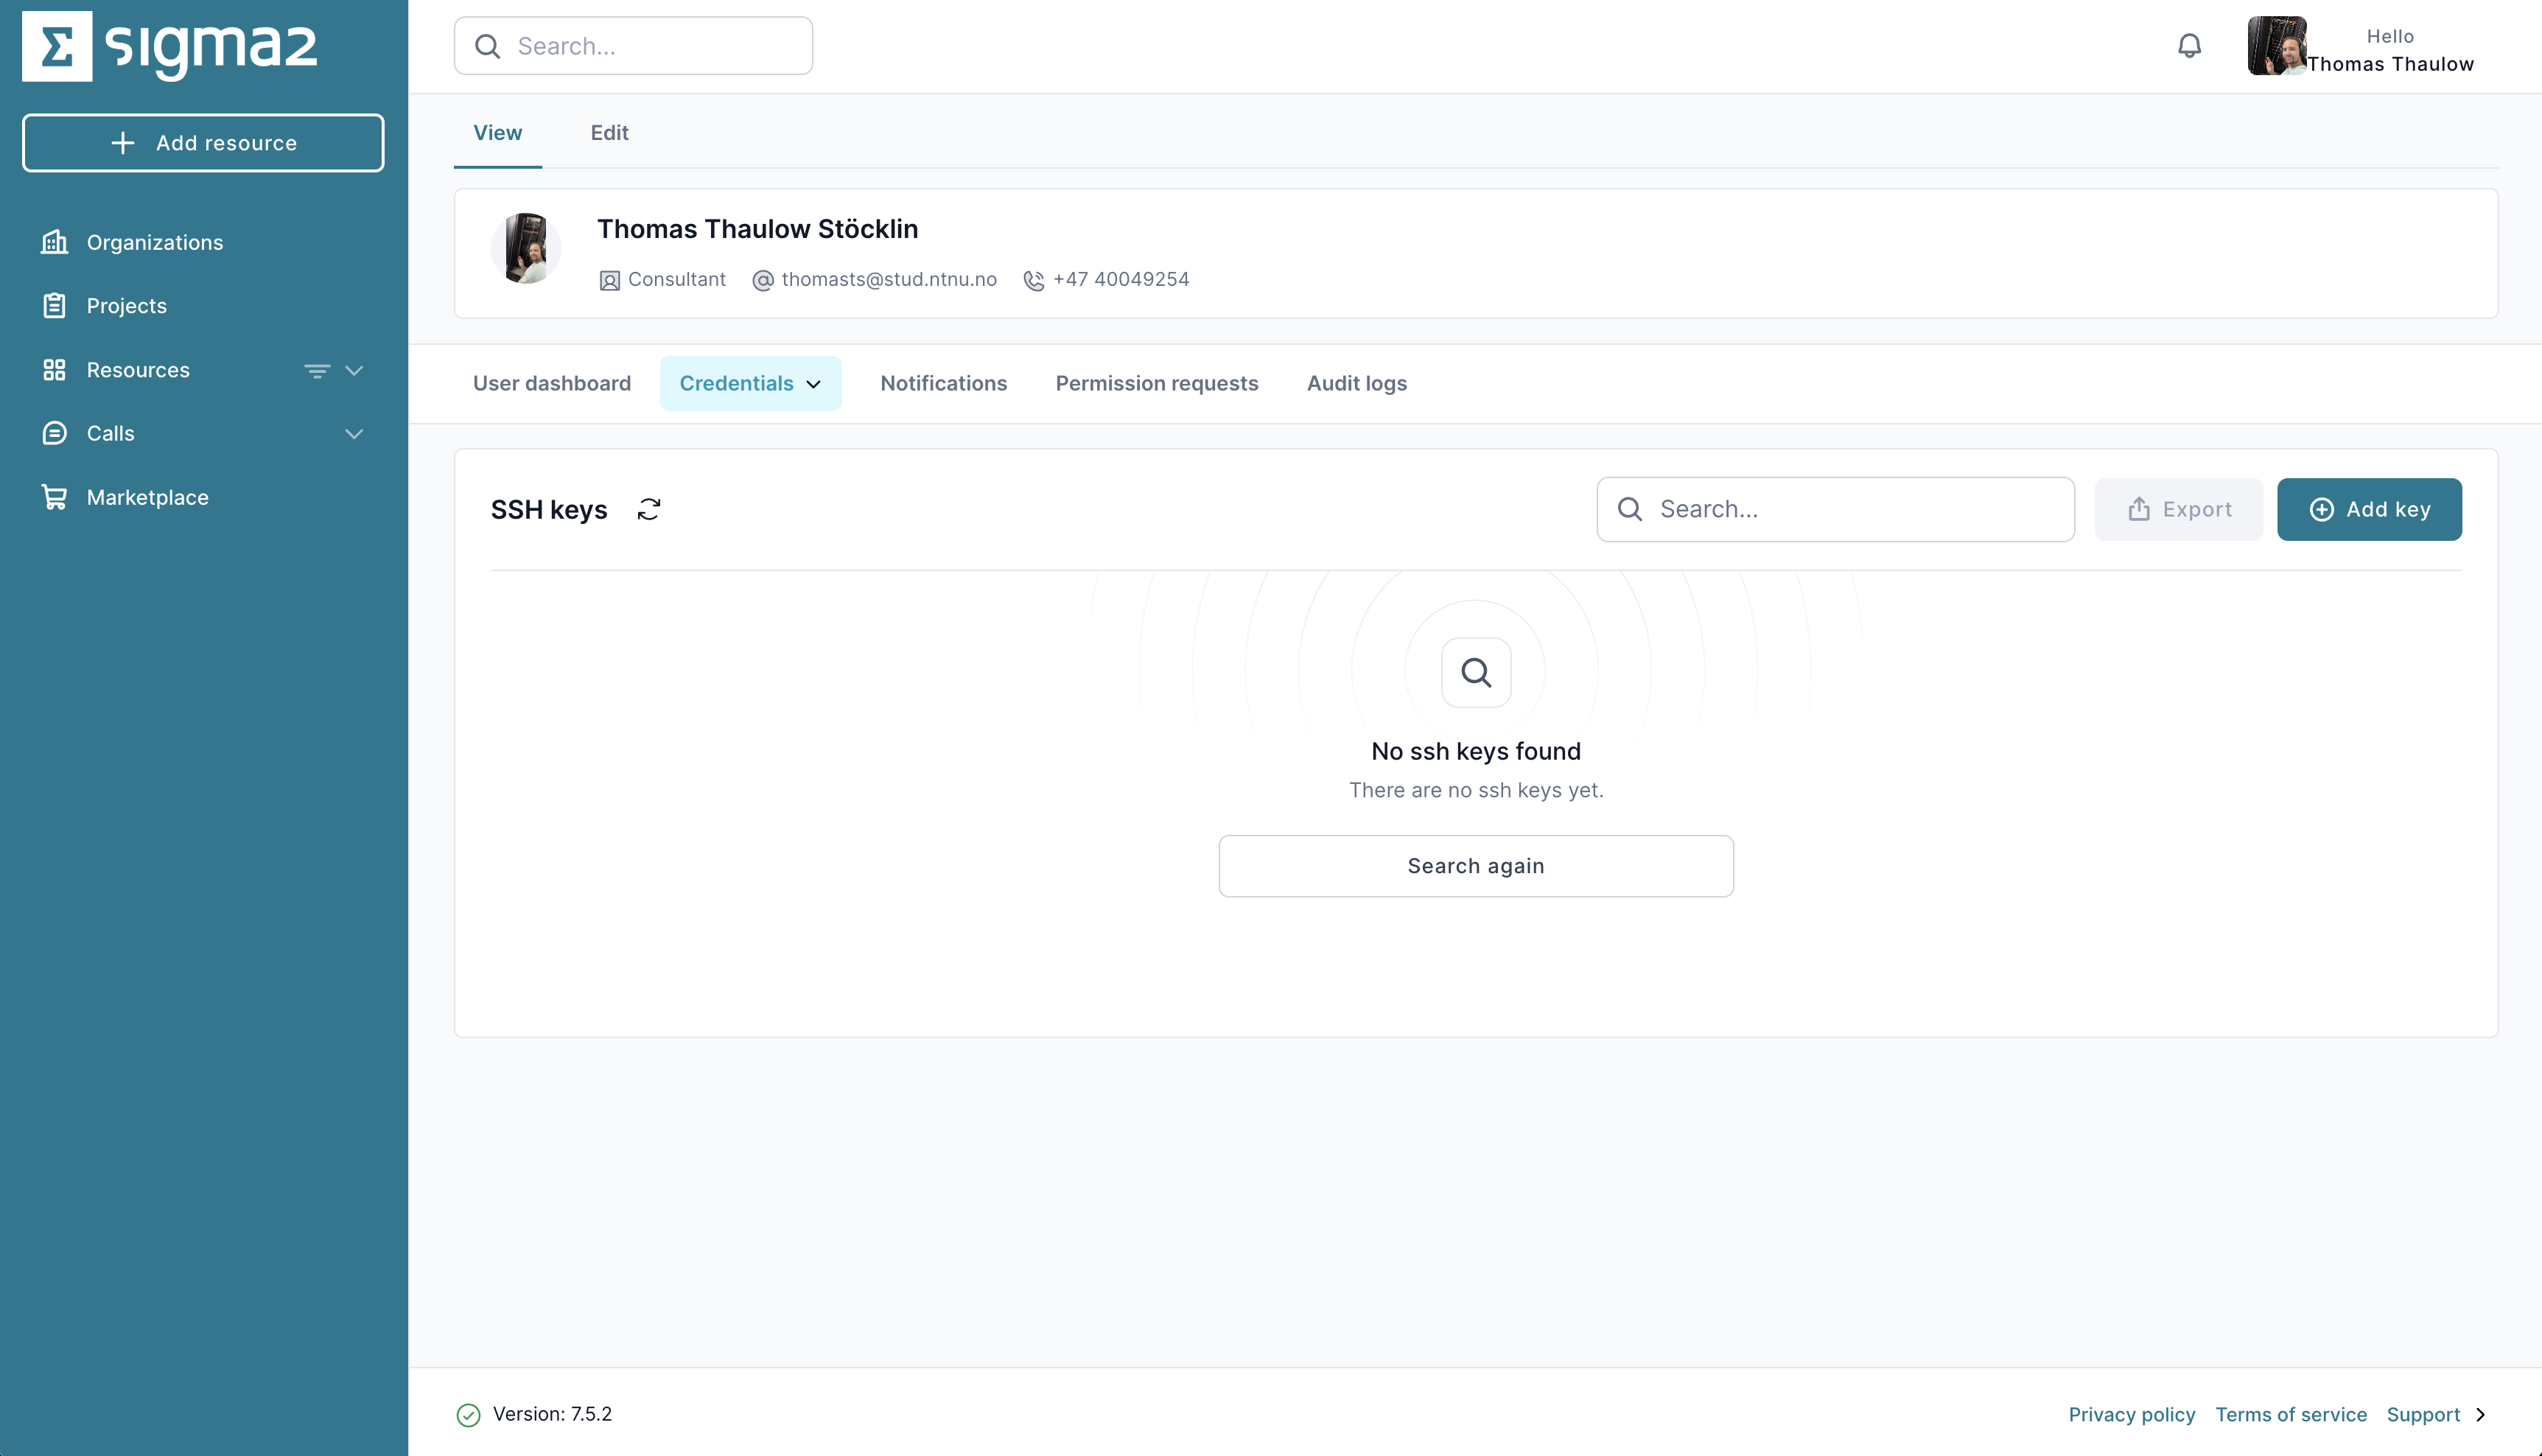 sigma2
Search...
Hello
Thomas Thaulow
Add resource
Organizations
Projects
Resources
Calls
Marketplace
View
Edit
Thomas Thaulow Stöcklin
Consultant
thomasts@stud.ntnu.no
+47 40049254
User dashboard
Credentials
Notifications
Permission requests
Audit logs
SSH keys
Search...
Export
Add key
No ssh keys found
There are no ssh keys yet.
Search again
Version: 7.5.2
Privacy policy
Terms of service
Support